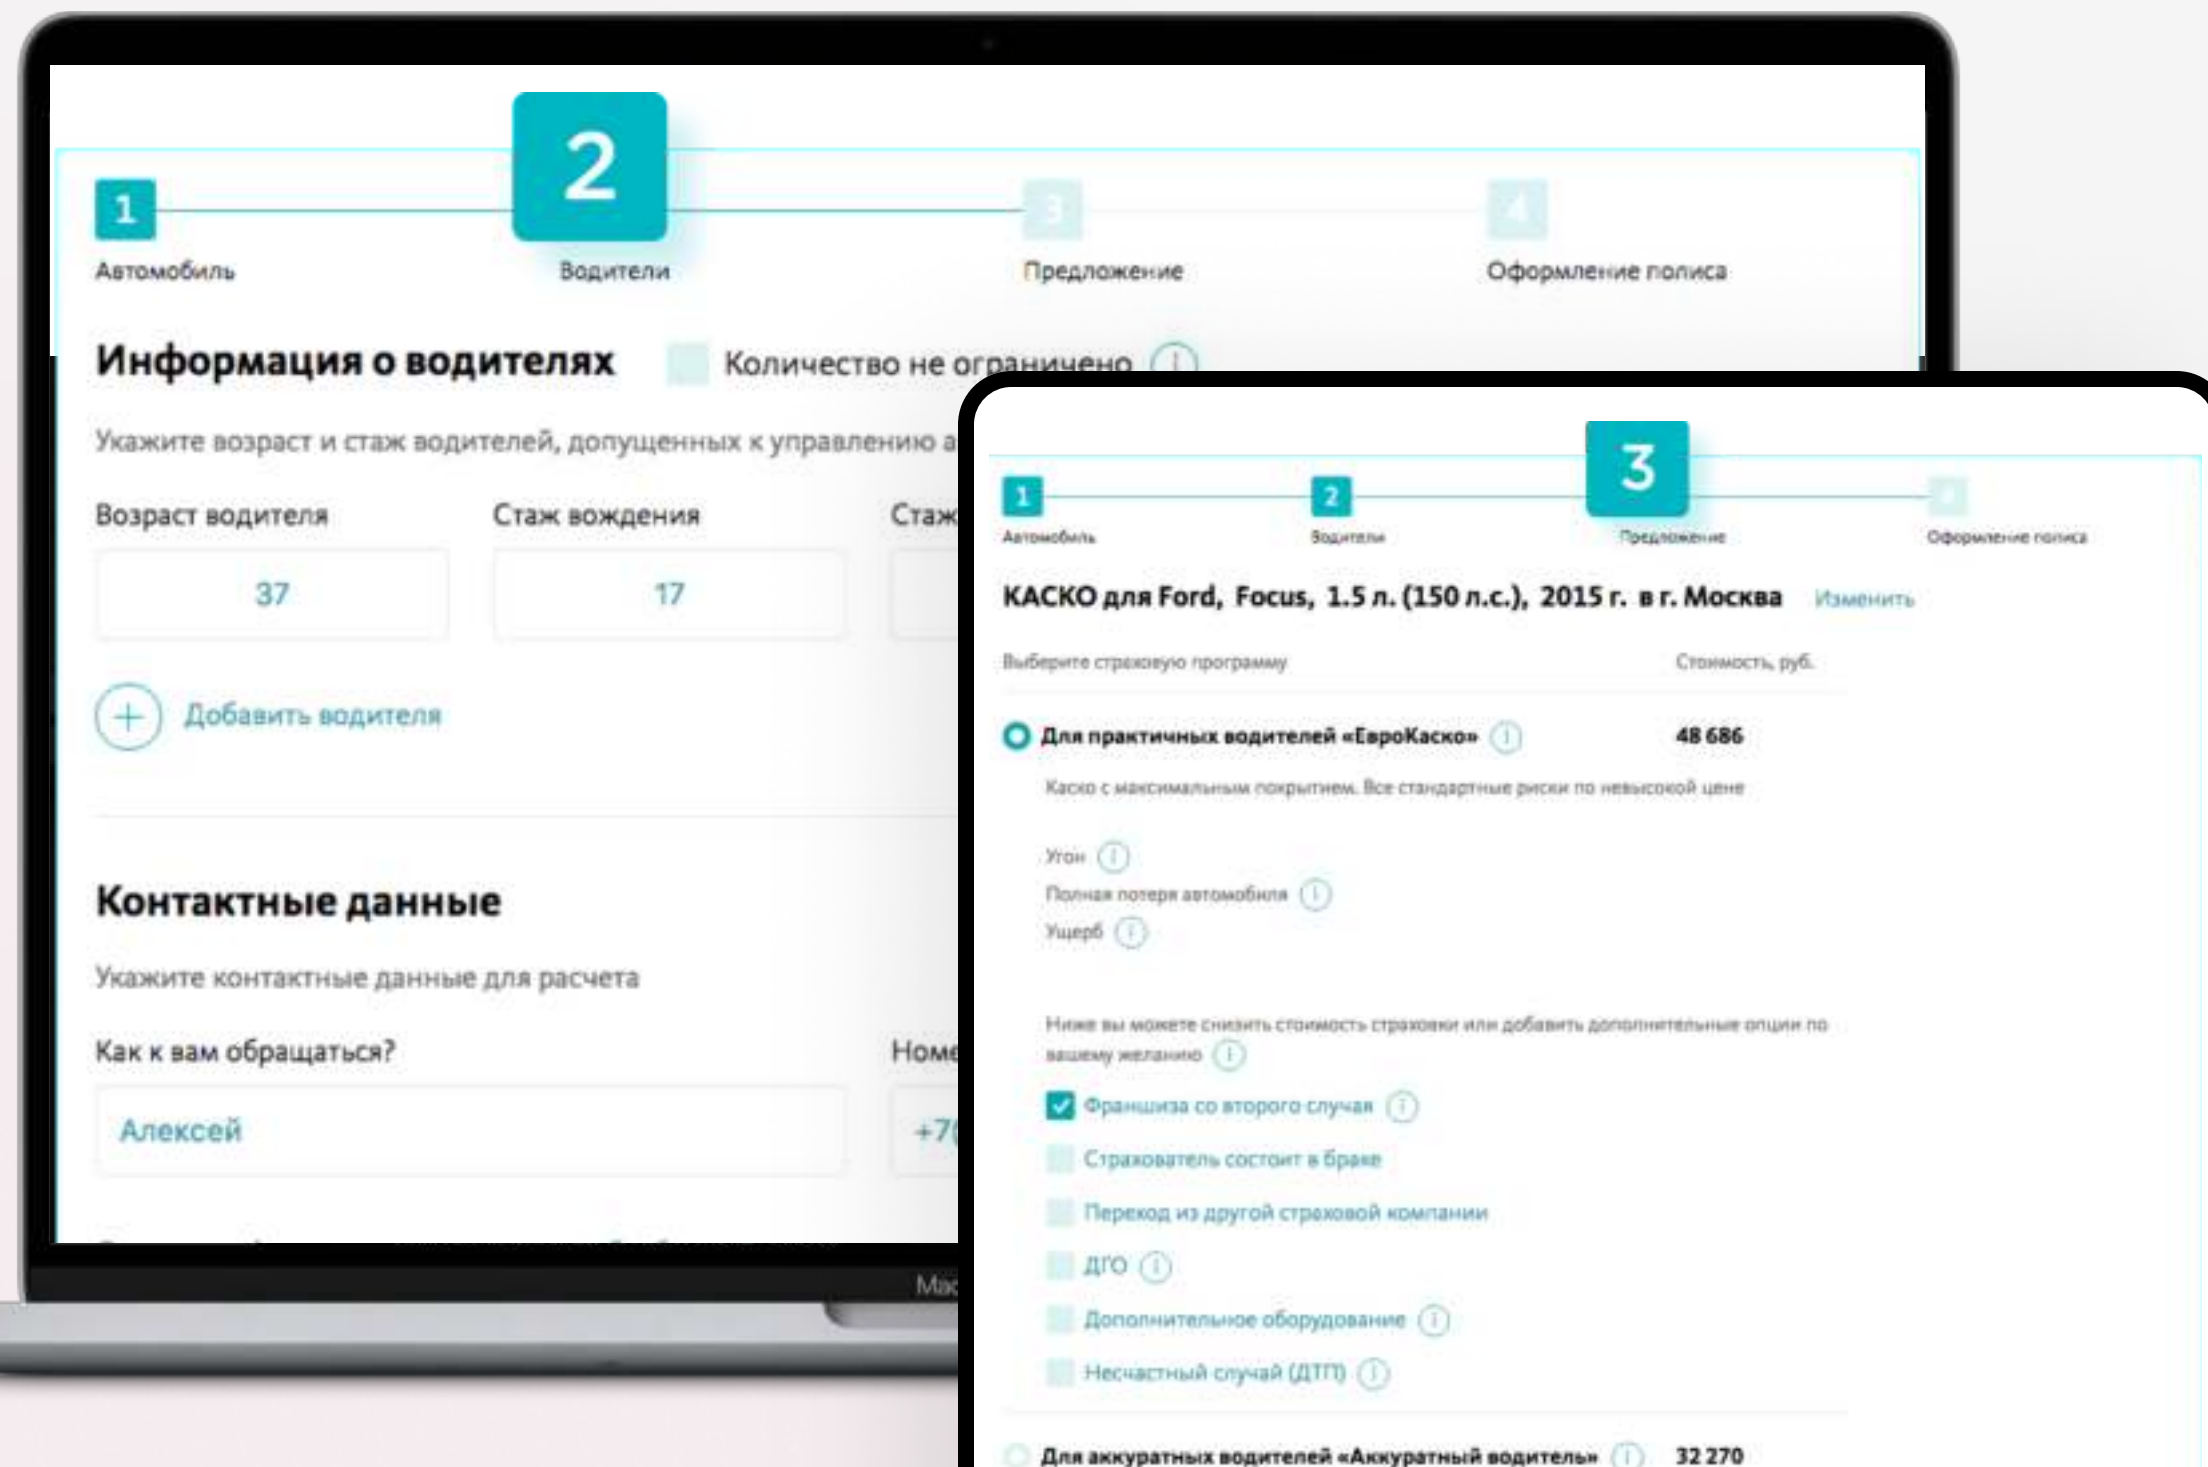 2
1
3
4
Автомобиль
Водители
Предложение
Оформление полиса
Информация о водителях
Количество не ограничено
Укажите возраст и стаж водителей, допущенных к управлению а
Возраст водителя
Стаж вождения
Стаж
37
17
+ Добавить водителя
Контактные данные
Укажите контактные данные для расчета
Как к вам обращаться?
Номе
Алексей
+7(
Mac
3
1
2
Автомобиль
Водители
Предложение
Оформление полиса
КАСКО для Ford, Focus, 1.5 л. (150 л.с.), 2015 г. в г. Москва
Изменить
Выберите страховую программу
Стоимость, руб.
Для практичных водителей «ЕвроКаско»
48 686
Каско с максимальным покрытием. Все стандартные риски по невысокой цене
Угон
Полная потеря автомобиля
Ущерб
Ниже вы можете снизить стоимость страховки или добавить дополнительные опции по
вашему желанию
Франшиза со второго случая
Страхователь состоит в браке
Переход из другой страховой компании
ДГО
Дополнительное оборудование
Несчастный случай (ДТП)
Для аккуратных водителей «Аккуратный водитель»
32 270